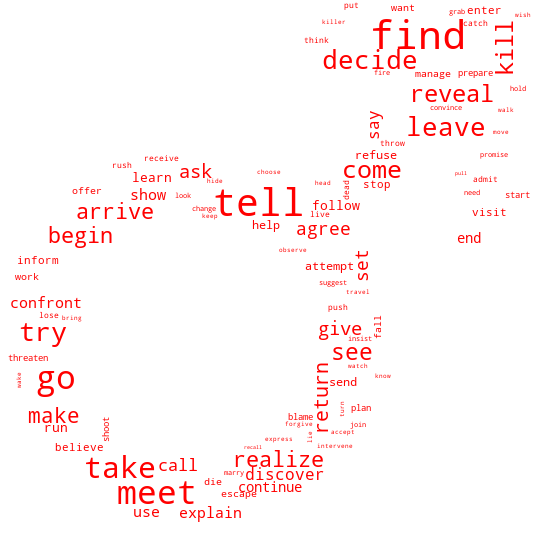 put
want
grab
enter
wish
killer
catch
find
kill
think
decide
fire
manage
prepare
reveal
hold
convince
walk
say
leave
move
throw
rush
receive
refuse
promise
ask
choose
come
pull
learn
hide
head
stop
admit
offer
show
look
dead
need
start
tell
change
keep
live
follow
arrive
visit
help
agree
begin
end
observe
inform
attempt
set
work
suggest
travel
confront
lose
bring
push
try
give
fall
insist
threaten
see
watch
wake
go
send
know
return
make
turn
plan
run
shoot
blame
forgive
join
lie
accept
express
intervene
believe
recall
take
call
realize
marry
discover
die
continue
meet
escape
use
explain